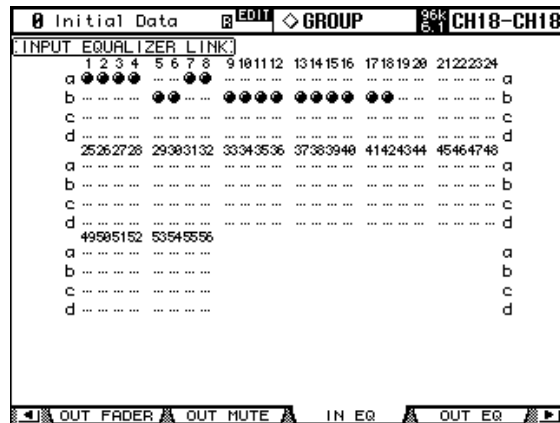 0 Initial Data R EDIT ◇ GROUP 96k 6.1 CH18-CH18
INPUT EQUALIZER LINK
1 2 3 4 5 6 7 8 9 10 11 12 13 14 15 16 17 18 19 20 21 22 23 24
a a
b b
c c
d d
25 26 27 28 29 30 31 32 33 34 35 36 37 38 39 40 41 42 43 44 45 46 47 48
a a
b b
c c
d d
49 50 51 52 53 54 55 56
a a
b b
c c
d d
OUT FADER OUT MUTE IN EQ OUT EQ